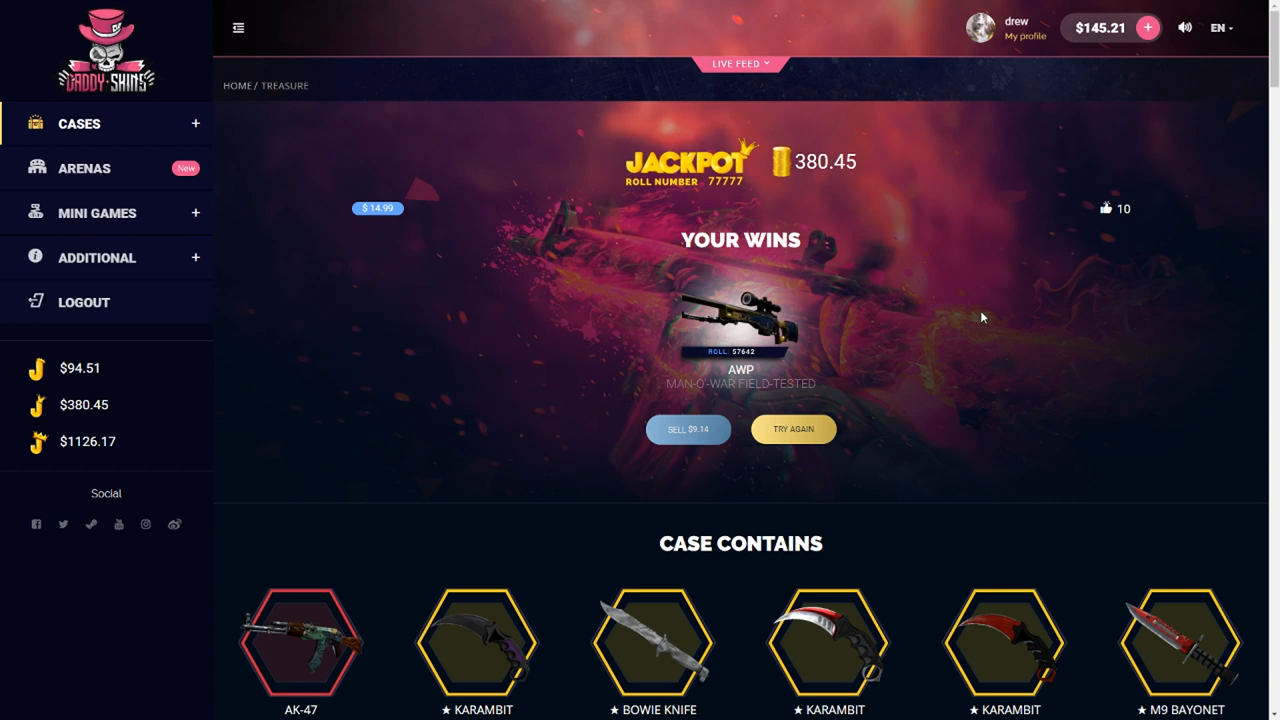 DADDY SKINS
CASES +
ARENAS New
MINI GAMES +
ADDITIONAL +
LOGOUT
$94.51
$380.45
$1126.17
Social
drew
My profile
$145.21 +
EN
LIVE FEED
HOME / TREASURE
JACKPOT
ROLL NUMBER 77777
380.45
$ 14.99
10
YOUR WINS
ROLL: 57642
AWP
MAN-O'-WAR FIELD-TESTED
SELL $9.14
TRY AGAIN
CASE CONTAINS
AK-47
★ KARAMBIT
★ BOWIE KNIFE
★ KARAMBIT
★ KARAMBIT
★ M9 BAYONET